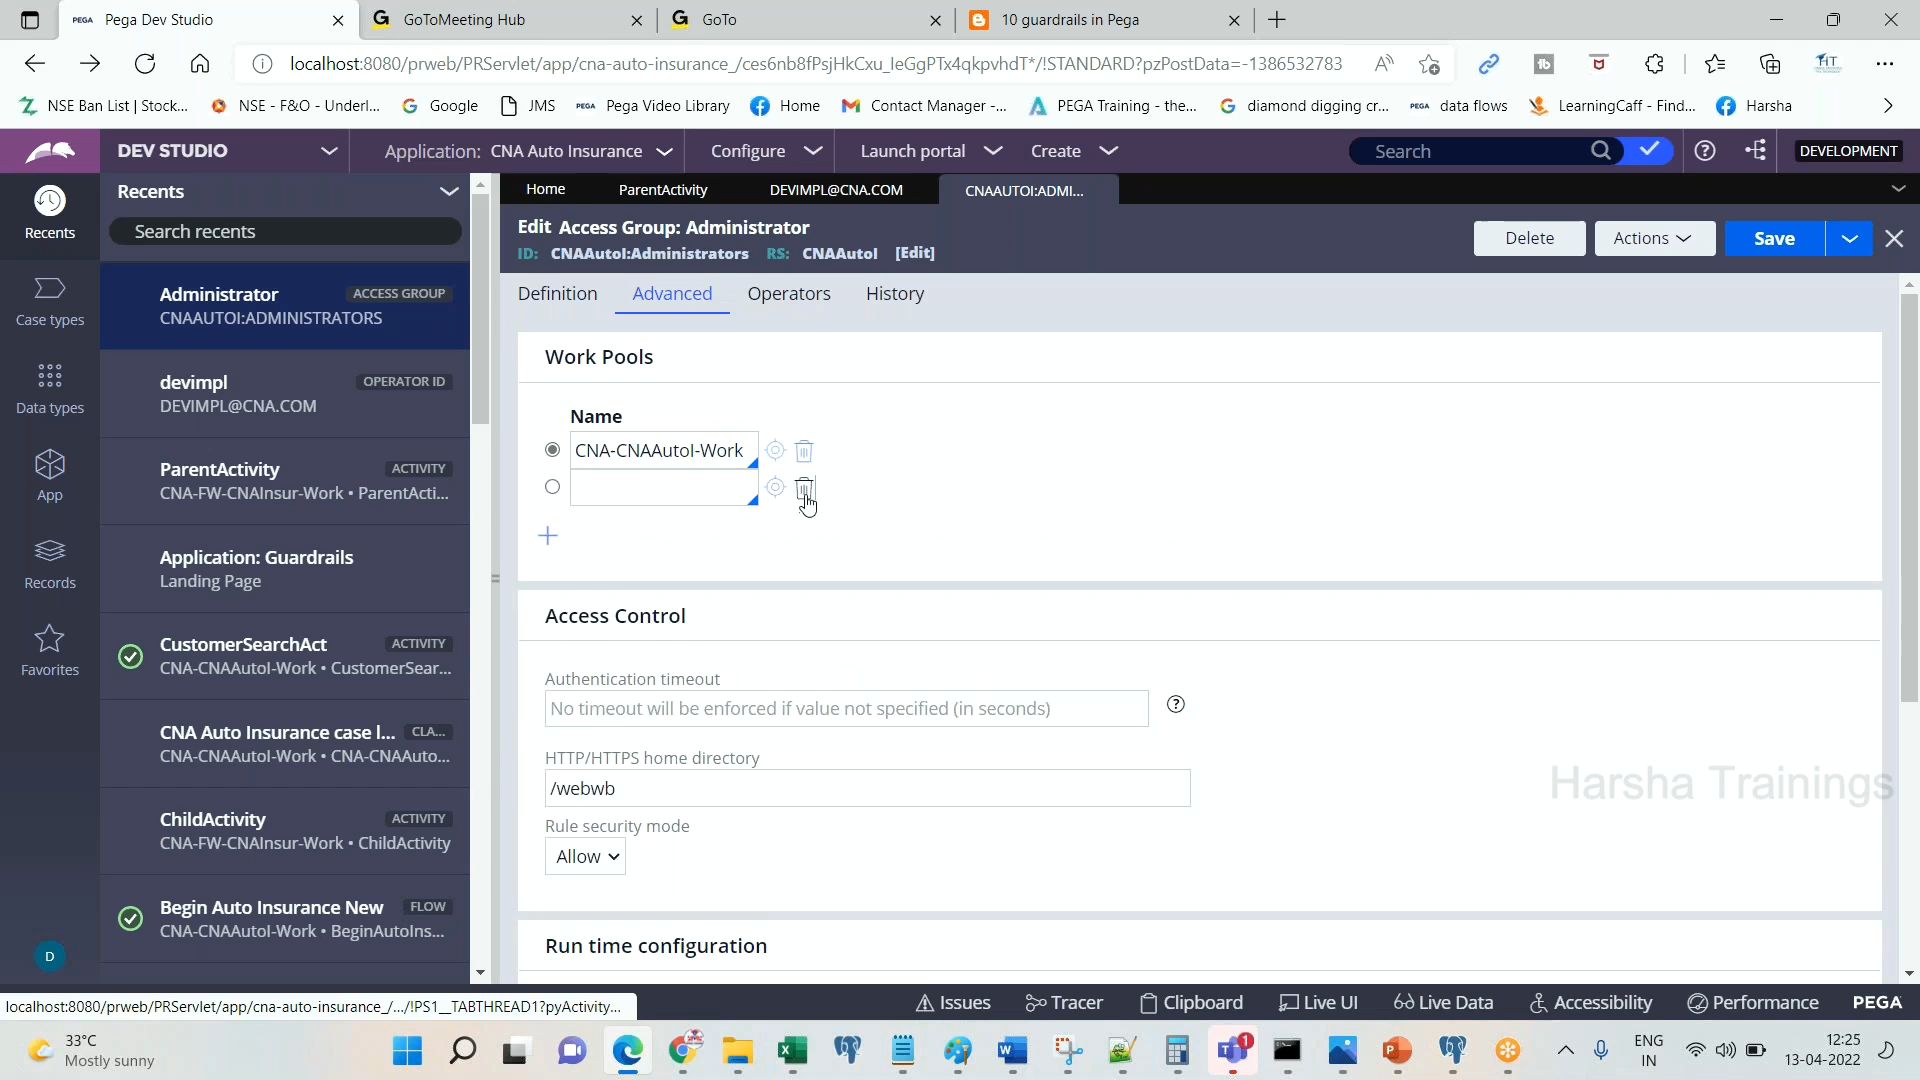 PEGA Pega Dev Studio
GoToMeeting Hub
GoTo
10 guardrails in Pega
localhost:8080/prweb/PRServlet/app/cna-auto-insurance_/ces6nb8fPsjHkCxu_IeGgPTx4qkpvhdT*/!STANDARD?pzPostData=-1386532783
NSE Ban List | Stock...
NSE - F&O - Underl...
Google
JMS
PEGA Pega Video Library
Home
Contact Manager -...
PEGA Training - the...
diamond digging cr...
PEGA data flows
LearningCaff - Find...
Harsha
DEV STUDIO
Application: CNA Auto Insurance
Configure
Launch portal
Create
Search
DEVELOPMENT
Recents
Case types
Data types
App
Records
Favorites
D
Recents
Search recents
Administrator ACCESS GROUP
CNAAUTOI:ADMINISTRATORS
devimpl OPERATOR ID
DEVIMPL@CNA.COM
ParentActivity ACTIVITY
CNA-FW-CNAInsur-Work • ParentActi...
Application: Guardrails
Landing Page
CustomerSearchAct ACTIVITY
CNA-CNAAutoI-Work • CustomerSear...
CNA Auto Insurance case l... CLA...
CNA-CNAAutoI-Work • CNA-CNAAuto...
ChildActivity ACTIVITY
CNA-FW-CNAInsur-Work • ChildActivity
Begin Auto Insurance New FLOW
CNA-CNAAutoI-Work • BeginAutoIns...
Home
ParentActivity
DEVIMPL@CNA.COM
CNAAUTOI:ADMI...
Edit Access Group: Administrator
ID: CNAAutoI:Administrators RS: CNAAutoI [Edit]
Delete
Actions
Save
Definition
Advanced
Operators
History
Work Pools
Name
CNA-CNAAutoI-Work
Access Control
Authentication timeout
No timeout will be enforced if value not specified (in seconds)
HTTP/HTTPS home directory
/webwb
Rule security mode
Allow
Harsha Trainings
Run time configuration
localhost:8080/prweb/PRServlet/app/cna-auto-insurance_/.../!PS1__TABTHREAD1?pyActivity...
Issues
Tracer
Clipboard
Live UI
Live Data
Accessibility
Performance
PEGA
33°C
Mostly sunny
1
ENG
IN
12:25
13-04-2022